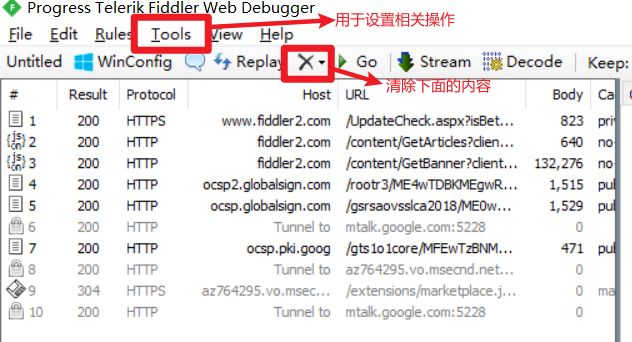 Progress Telerik Fiddler Web Debugger
用于设置相关操作
File Edit Rules Tools View Help
Untitled WinConfig Replay Go Stream Decode Keep:
清除下面的内容
# Result Protocol Host URL Body Ca
1 200 HTTPS www.fiddler2.com /UpdateCheck.aspx?isBet... 823 priv
2 200 HTTP fiddler2.com /content/GetArticles?clien... 640 no-
3 200 HTTP fiddler2.com /content/GetBanner?client... 132,276 no-
4 200 HTTP ocsp2.globalsign.com /rootr3/ME4wTDBKMEgwR... 1,515 pub
5 200 HTTP ocsp.globalsign.com /gsrsaovsslca2018/ME0w... 1,529 pub
6 200 HTTP Tunnel to mtalk.google.com:5228 0
7 200 HTTP ocsp.pki.goog /gts1o1core/MFEwTzBNM... 471 pub
8 200 HTTP Tunnel to az764295.vo.msecnd.net... 0
9 304 HTTPS az764295.vo.msec... /extensions/marketplace.j... 0 ma
10 200 HTTP Tunnel to mtalk.google.com:5228 0